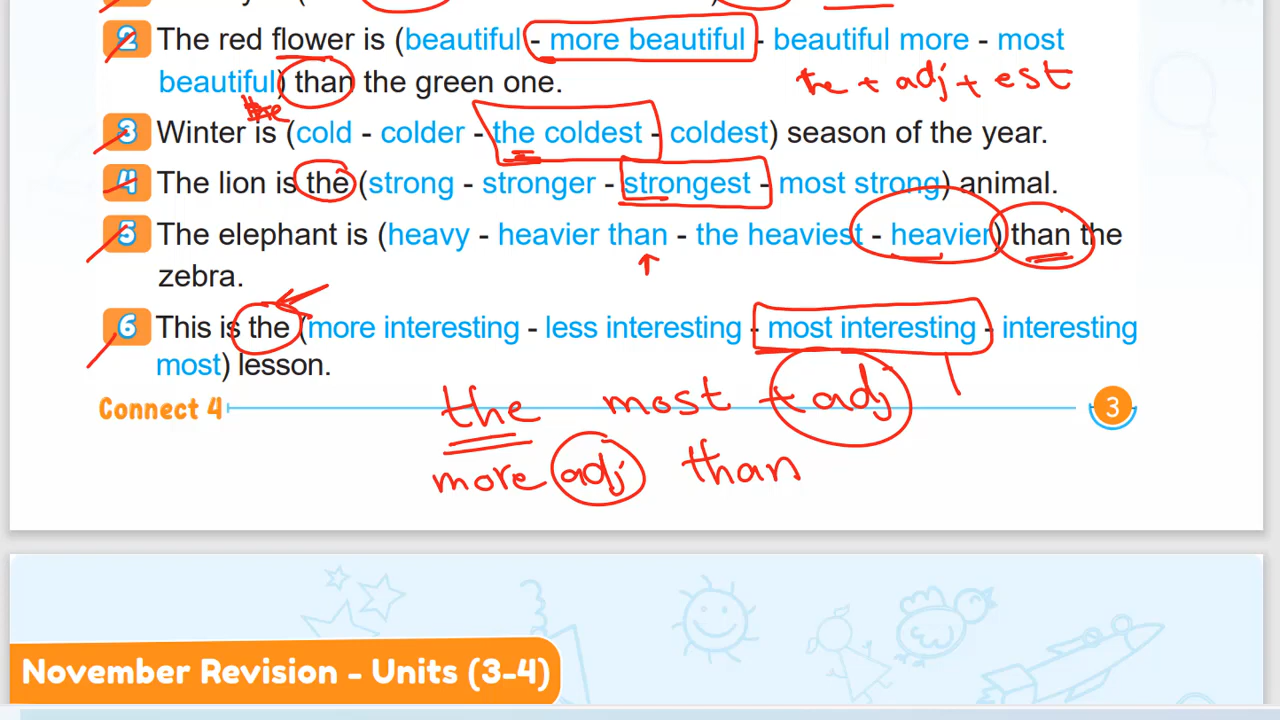 2 The red flower is (beautiful - more beautiful - beautiful more - most
beautiful) than the green one.
the + adj + est
the
3 Winter is (cold - colder - the coldest - coldest) season of the year.
4 The lion is the (strong - stronger - strongest - most strong) animal.
5 The elephant is (heavy - heavier than - the heaviest - heavier) than the
zebra.
6 This is the (more interesting - less interesting - most interesting - interesting
most) lesson.
the most + adj
Connect 4 3
more adj than
November Revision - Units (3-4)